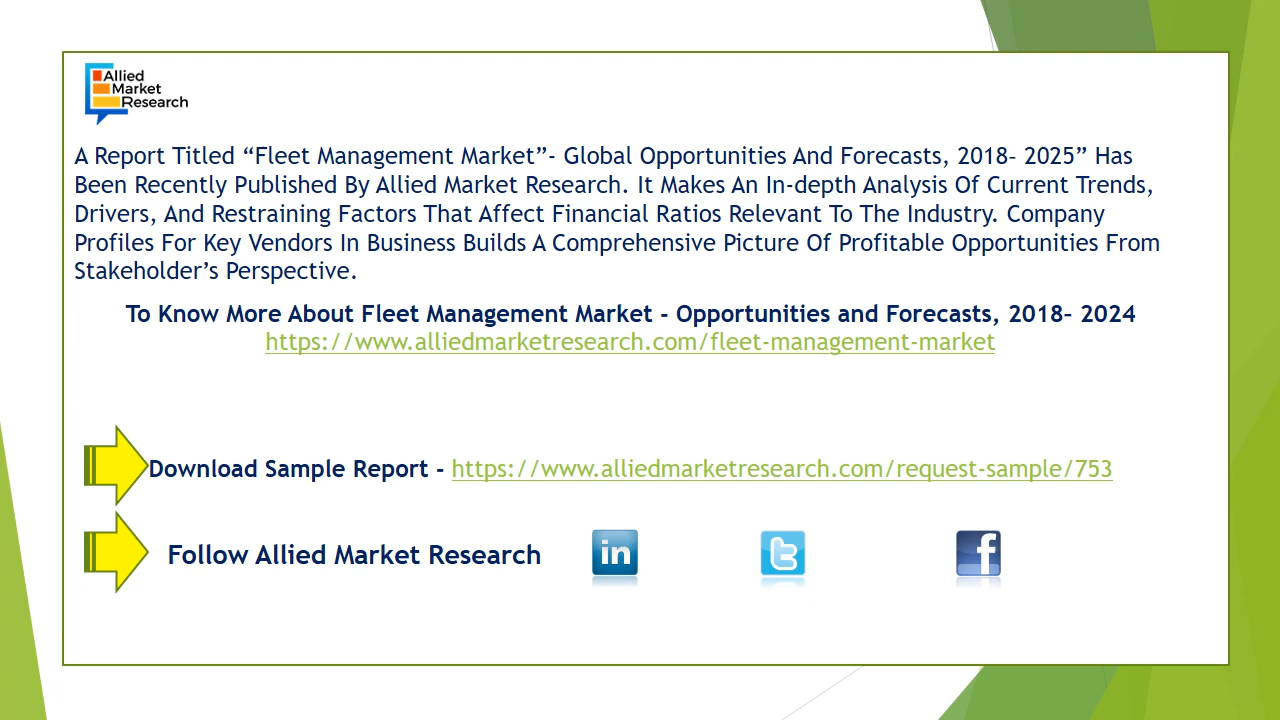 Allied
Market
Research
A Report Titled “Fleet Management Market”- Global Opportunities And Forecasts, 2018– 2025” Has
Been Recently Published By Allied Market Research. It Makes An In-depth Analysis Of Current Trends,
Drivers, And Restraining Factors That Affect Financial Ratios Relevant To The Industry. Company
Profiles For Key Vendors In Business Builds A Comprehensive Picture Of Profitable Opportunities From
Stakeholder’s Perspective.
To Know More About Fleet Management Market - Opportunities and Forecasts, 2018– 2024
https://www.alliedmarketresearch.com/fleet-management-market
Download Sample Report - https://www.alliedmarketresearch.com/request-sample/753
Follow Allied Market Research
in
t
f